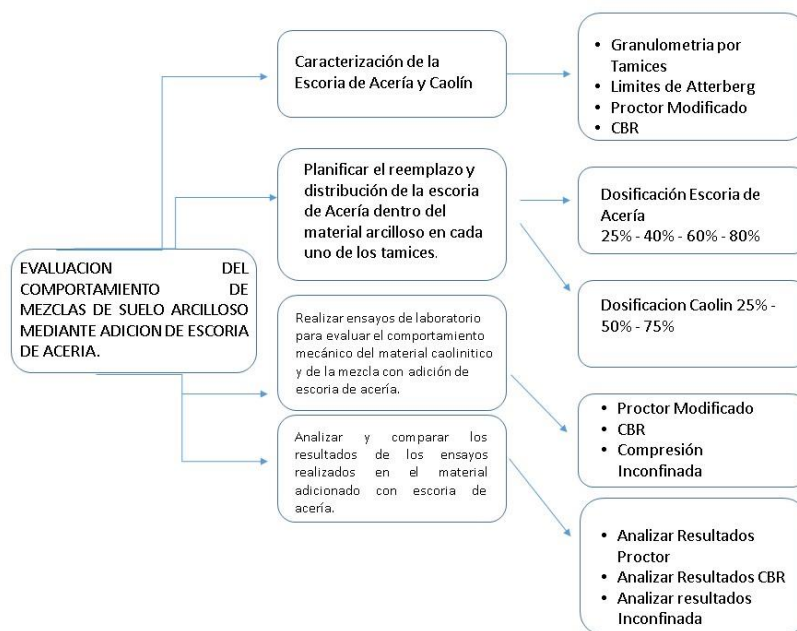 Caracterización de la
Escoria de Acería y Caolín
• Granulometria por
Tamices
• Limites de Atterberg
• Proctor Modificado
• CBR
Planificar el reemplazo y
distribución de la escoria
de Acería dentro del
material arcilloso en cada
uno de los tamices.
Dosificación Escoria de
Acería
25% - 40% - 60% - 80%
EVALUACION DEL
COMPORTAMIENTO DE
MEZCLAS DE SUELO ARCILLOSO
MEDIANTE ADICION DE ESCORIA
DE ACERIA.
Dosificacion Caolin 25% -
50% - 75%
Realizar ensayos de laboratorio
para evaluar el comportamiento
mecánico del material caolinitico
y de la mezcla con adición de
escoria de acería.
• Proctor Modificado
• CBR
• Compresión
Inconfinada
Analizar y comparar los
resultados de los ensayos
realizados en el material
adicionado con escoria de
acería.
• Analizar Resultados
Proctor
• Analizar Resultados CBR
• Analizar resultados
Inconfinada